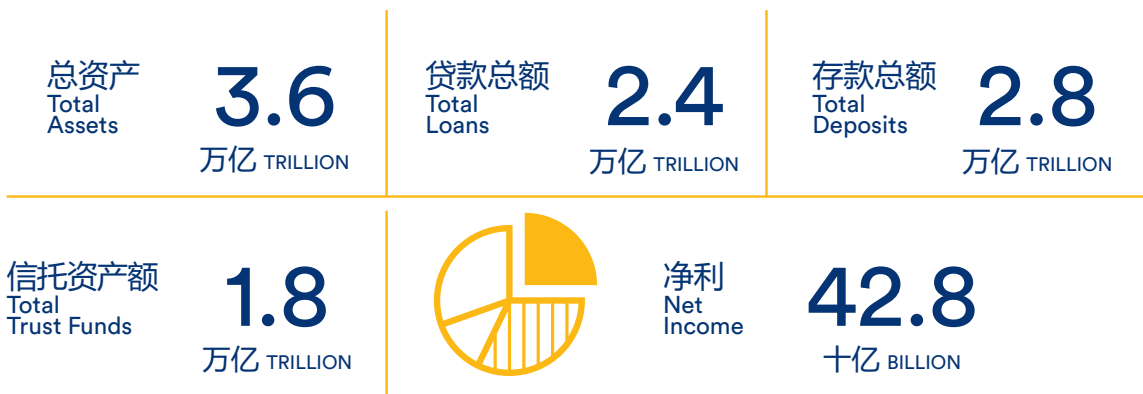 总资产
Total
Assets
3.6
万亿 TRILLION
贷款总额
Total
Loans
2.4
万亿 TRILLION
存款总额
Total
Deposits
2.8
万亿 TRILLION
信托资产额
Total
Trust Funds
1.8
万亿 TRILLION
净利
Net
Income
42.8
十亿 BILLION